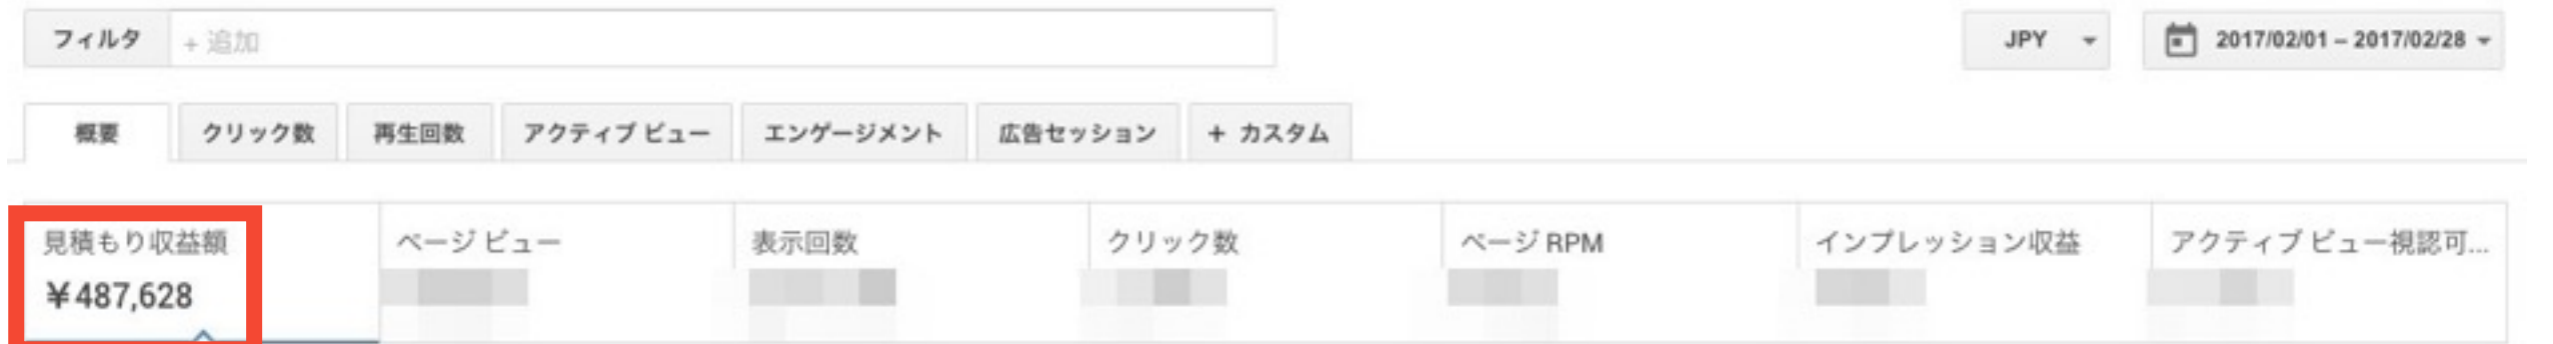 フィルタ + 追加 JPY 2017/02/01 – 2017/02/28
概要 クリック数 再生回数 アクティブ ビュー エンゲージメント 広告セッション + カスタム
見積もり収益額 ページ ビュー 表示回数 クリック数 ページ RPM インプレッション収益 アクティブ ビュー視認可...
¥487,628